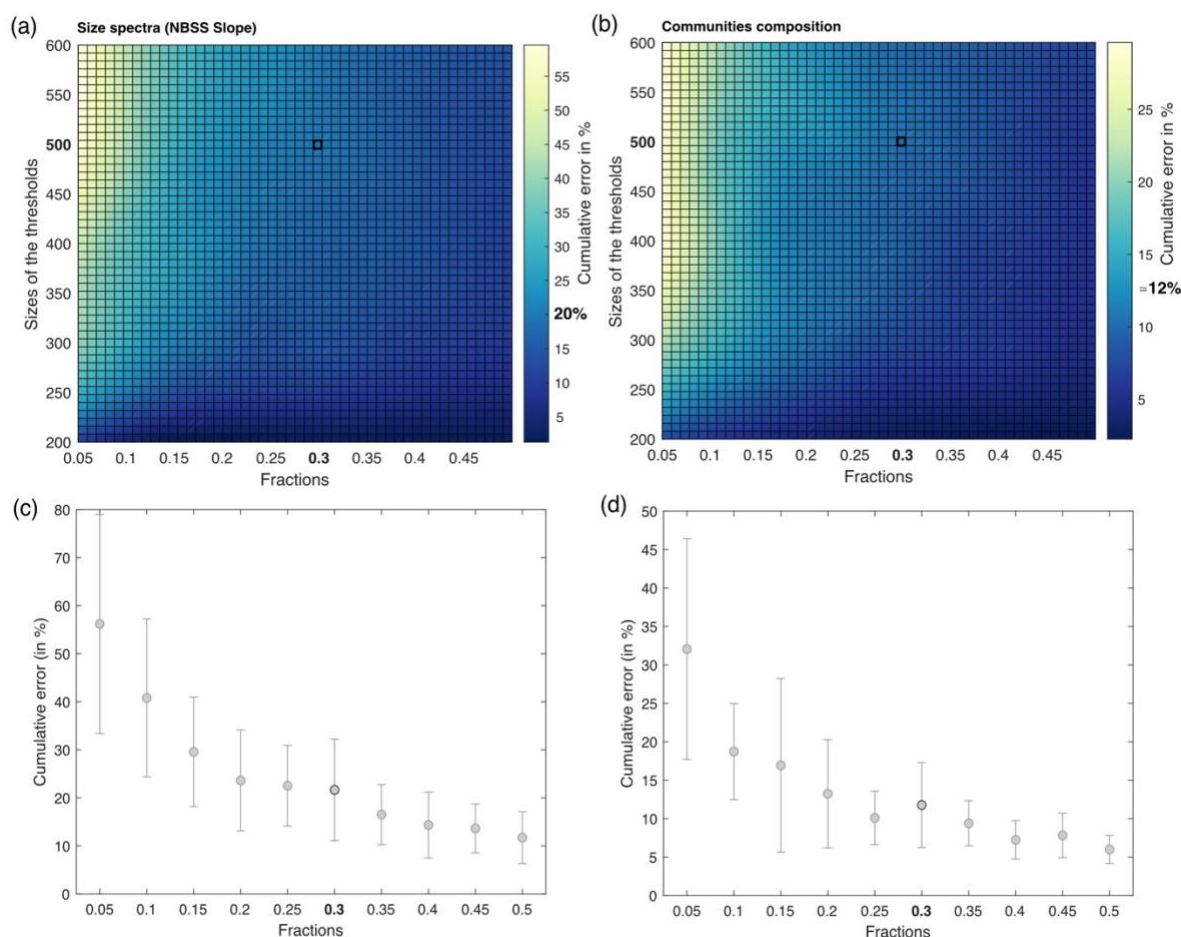 (a)
Size spectra (NBSS Slope)
600
550
500
450
400
350
300
250
200
Sizes of the thresholds
0.05 0.1 0.15 0.2 0.25 0.3 0.35 0.4 0.45
Fractions
55
50
45
40
35
30
25
20%
15
10
5
Cumulative error in %
(b)
Communities composition
600
550
500
450
400
350
300
250
200
Sizes of the thresholds
0.05 0.1 0.15 0.2 0.25 0.3 0.35 0.4 0.45
Fractions
25
20
15
≃12%
10
5
Cumulative error in %
(c)
80
70
60
50
40
30
20
10
0
Cumulative error (in %)
0.05 0.1 0.15 0.2 0.25 0.3 0.35 0.4 0.45 0.5
Fractions
(d)
50
45
40
35
30
25
20
15
10
5
0
Cumulative error (in %)
0.05 0.1 0.15 0.2 0.25 0.3 0.35 0.4 0.45 0.5
Fractions